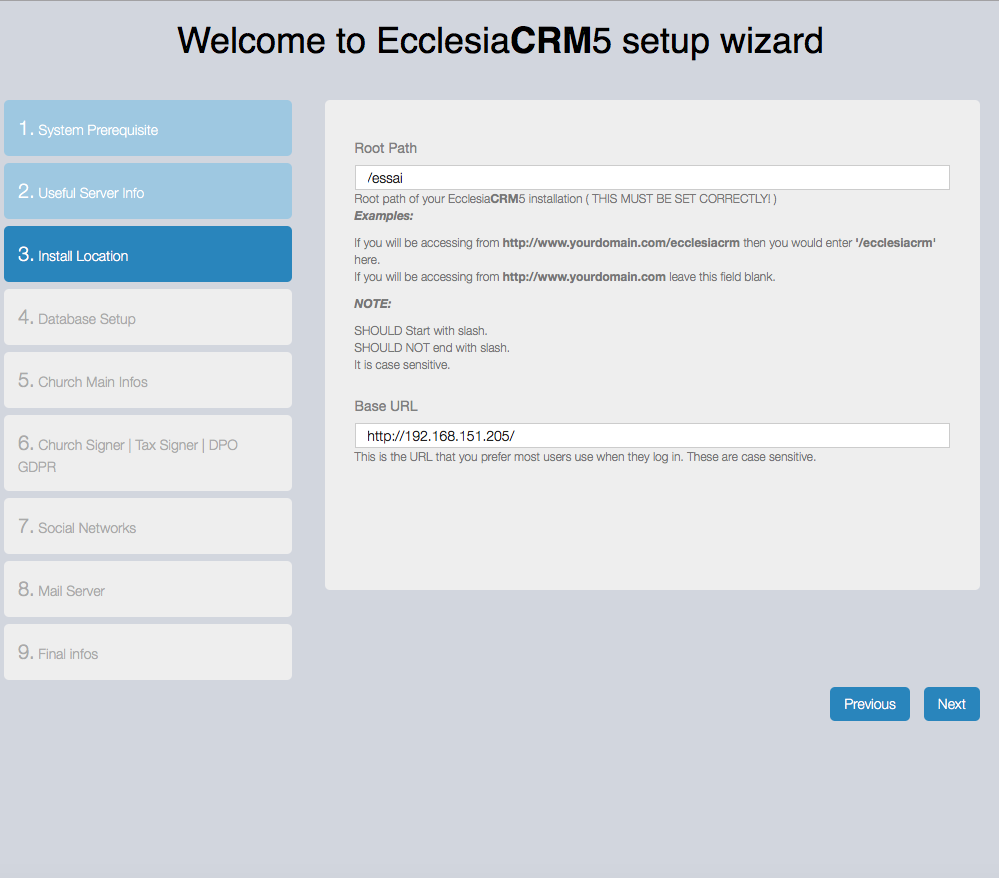 Welcome to EcclesiaCRM5 setup wizard
1. System Prerequisite
2. Useful Server Info
3. Install Location
4. Database Setup
5. Church Main Infos
6. Church Signer | Tax Signer | DPO
GDPR
7. Social Networks
8. Mail Server
9. Final infos
Root Path
/essai
Root path of your EcclesiaCRM5 installation ( THIS MUST BE SET CORRECTLY! )
Examples:
If you will be accessing from http://www.yourdomain.com/ecclesiacrm then you would enter '/ecclesiacrm'
here.
If you will be accessing from http://www.yourdomain.com leave this field blank.
NOTE:
SHOULD Start with slash.
SHOULD NOT end with slash.
It is case sensitive.
Base URL
http://192.168.151.205/
This is the URL that you prefer most users use when they log in. These are case sensitive.
Previous
Next